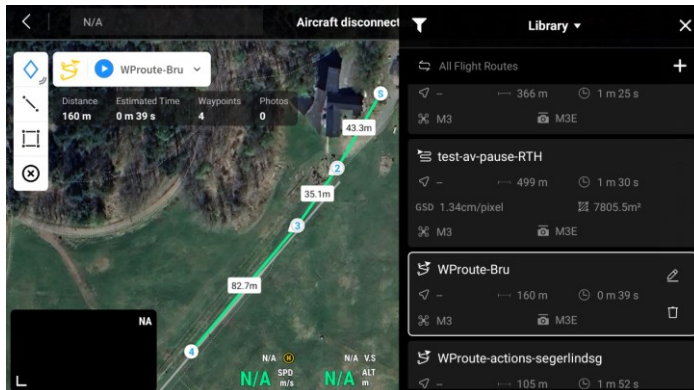 N/A
Aircraft disconnect
Library
WProute-Bru
Distance
160 m
Estimated Time
0 m 39 s
Waypoints
4
Photos
0
S
43.3m
2
35.1m
3
82.7m
4
NA
N/A H
N/A V.S
N/A SPD m/s
N/A ALT m
All Flight Routes
-- 366 m 1 m 25 s
M3 M3E
test-av-pause-RTH
-- 499 m 1 m 30 s
GSD 1.34cm/pixel 7805.5m²
M3 M3E
WProute-Bru
-- 160 m 0 m 39 s
M3 M3E
WProute-actions-segerlindsg
-- 105 m 1 m 52 s